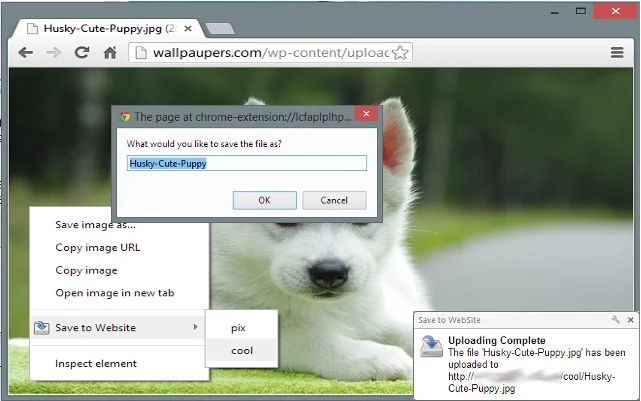 Husky-Cute-Puppy.jpg (2
wallpaupers.com/wp-content/upload
The page at chrome-extension://lcfaplplhp...
What would you like to save the file as?
Husky-Cute-Puppy
OK
Cancel
Save image as...
Copy image URL
Copy image
Open image in new tab
Save to Website
pix
cool
Inspect element
Save to WebSite
Uploading Complete
The file 'Husky-Cute-Puppy.jpg' has been
uploaded to
http:// /cool/Husky-
Cute-Puppy.jpg